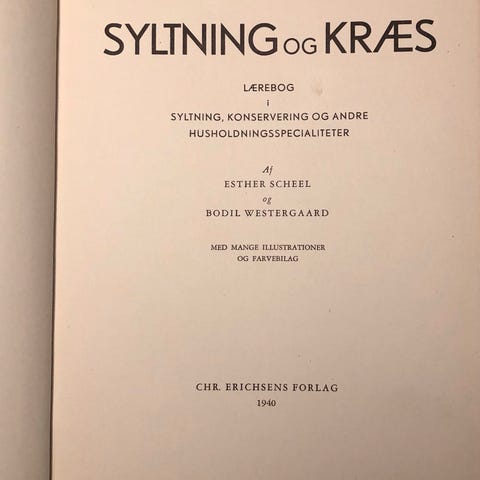 SYLTNING OG KRÆS
LÆREBOG
i
SYLTNING, KONSERVERING OG ANDRE
HUSHOLDNINGSSPECIALITETER
Af
ESTHER SCHEEL
og
BODIL WESTERGAARD
MED MANGE ILLUSTRATIONER
OG FARVEBILAG
CHR. ERICHSENS FORLAG
1940